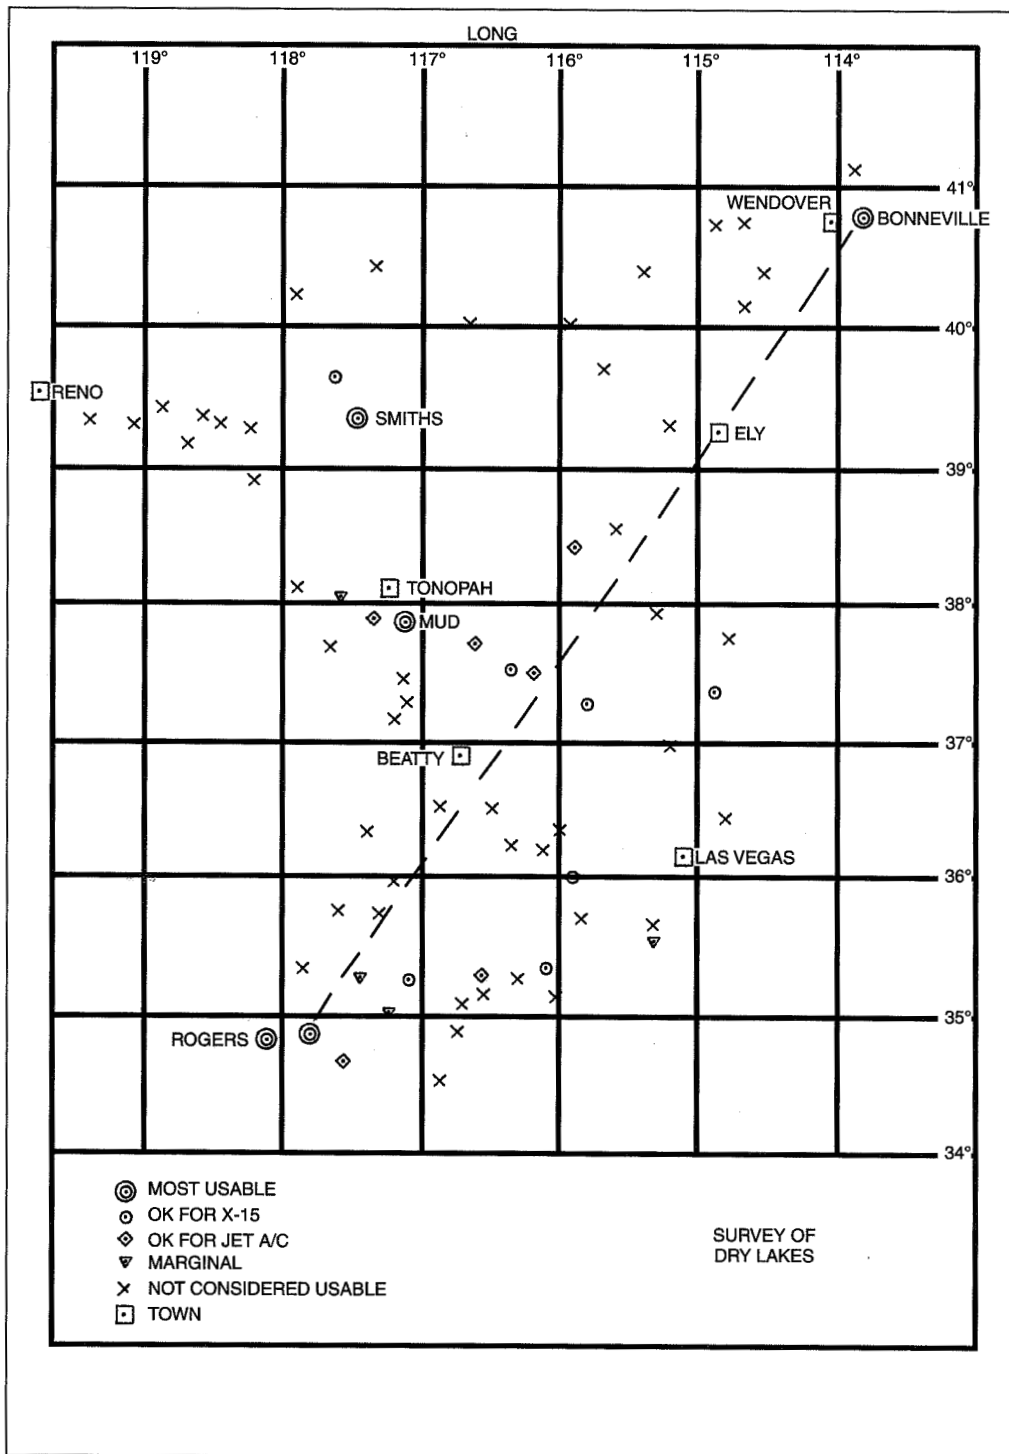 LONG
119° 118° 117° 116° 115° 114°
41°
WENDOVER
BONNEVILLE
40°
RENO
SMITHS
ELY
39°
TONOPAH
38°
MUD
37°
BEATTY
LAS VEGAS
36°
35°
ROGERS
34°
MOST USABLE
OK FOR X-15
OK FOR JET A/C
MARGINAL
NOT CONSIDERED USABLE
TOWN
SURVEY OF
DRY LAKES